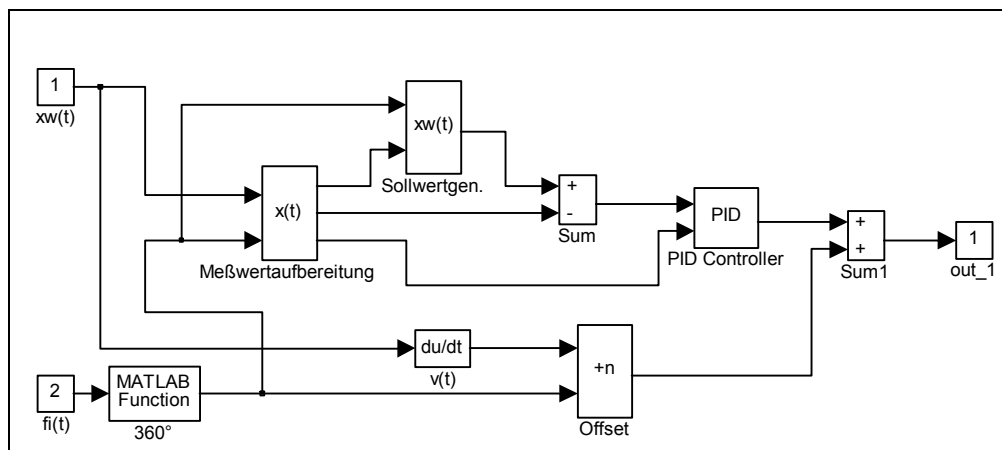 1
xw(t)
xw(t)
Sollwertgen.
x(t)
Meßwertaufbereitung
+
-
Sum
PID
PID Controller
+
+
Sum1
1
out_1
du/dt
v(t)
+n
Offset
2
fi(t)
MATLAB
Function
360°